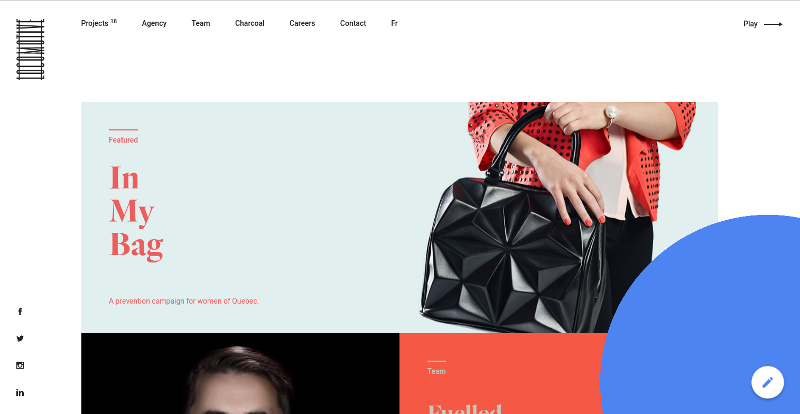 Projects 16 Agency Team Charcoal Careers Contact Fr Play
Featured
In
My
Bag
A prevention campaign for women of Quebec.
Team
Fuelled